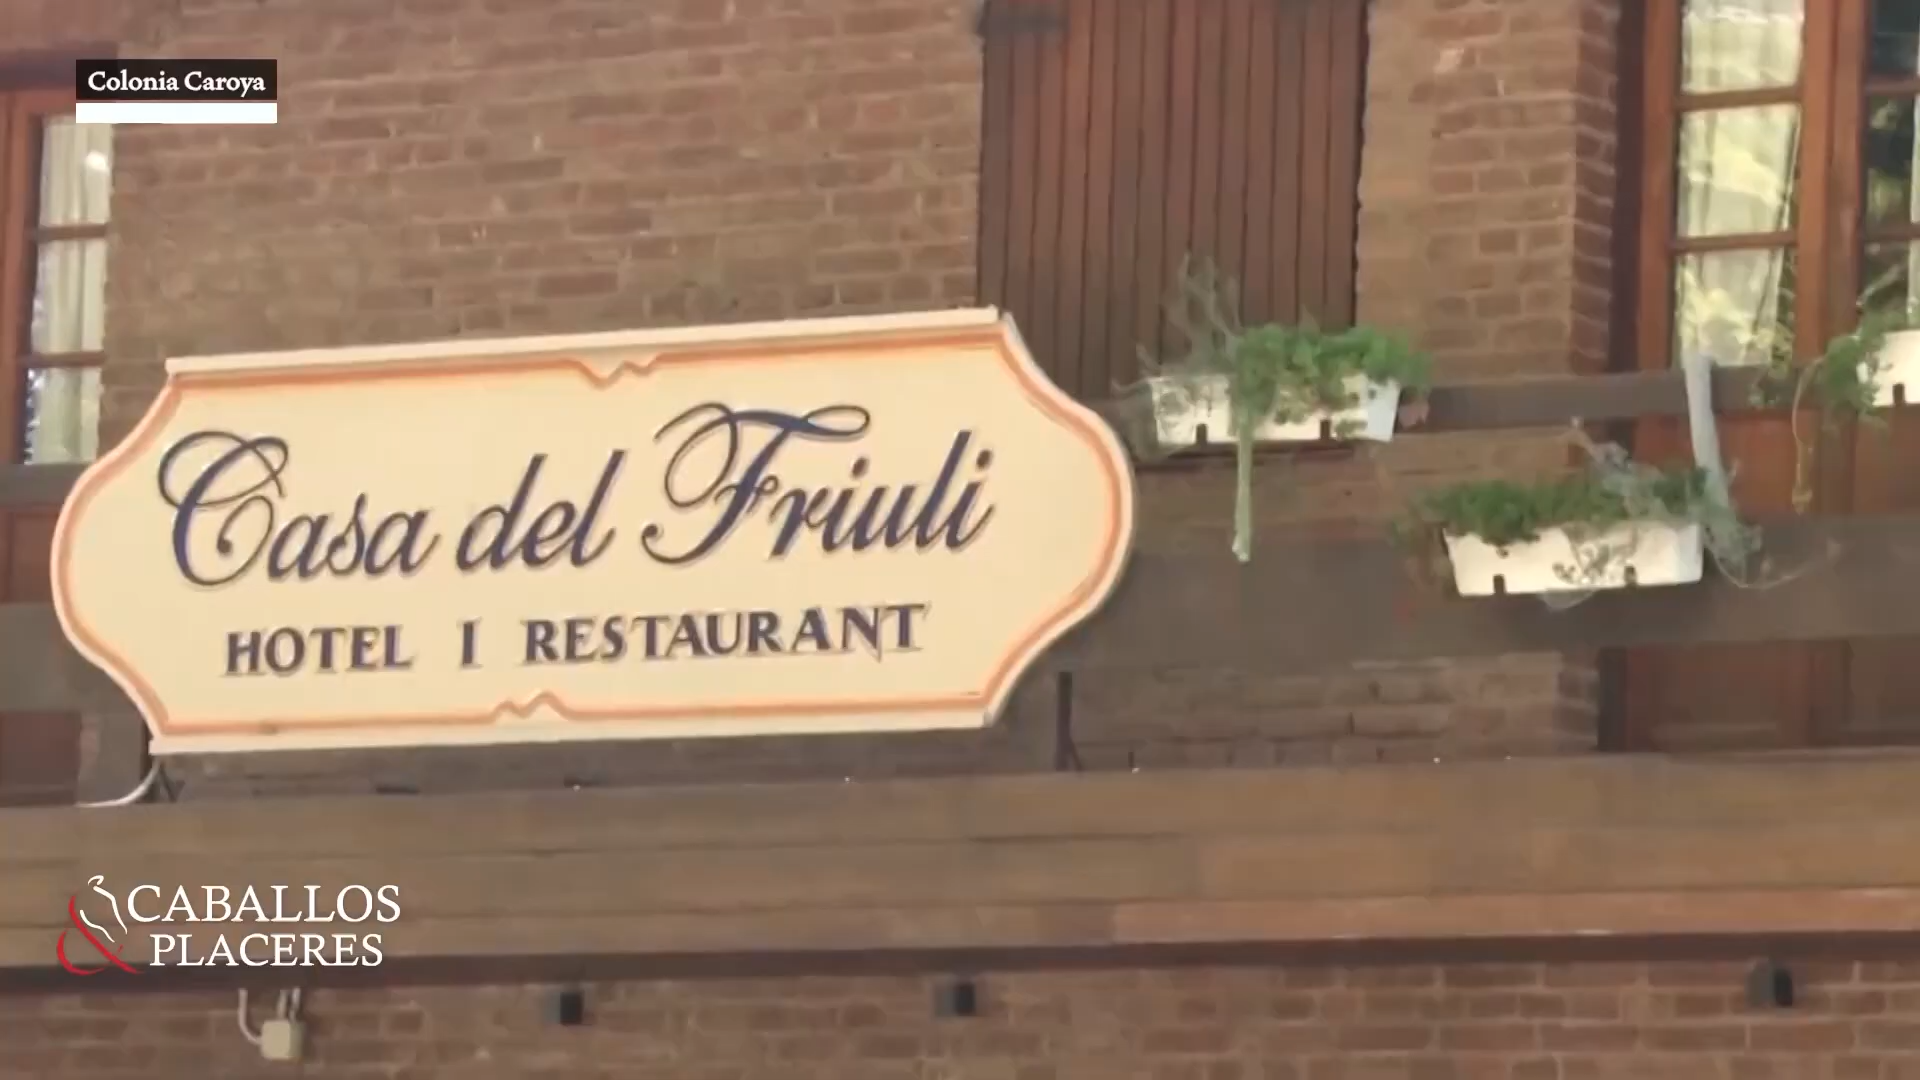 Colonia Caroya
Casa del Friuli
HOTEL I RESTAURANT
CABALLOS
& PLACERES